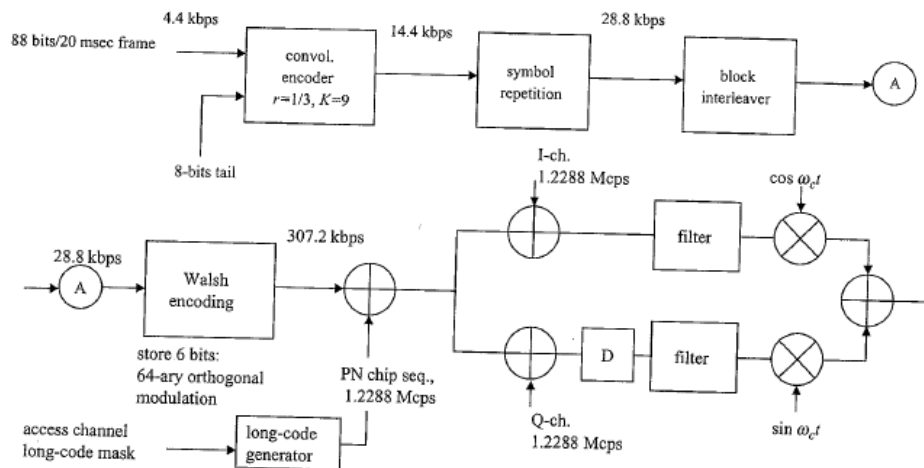 4.4 kbps
14.4 kbps
28.8 kbps
88 bits/20 msec frame
convol.
encoder
r=1/3, K=9
symbol
repetition
block
interleaver
A
8-bits tail
I-ch.
1.2288 Mcps
cos ω_c t
28.8 kbps
307.2 kbps
A
Walsh
encoding
filter
store 6 bits:
64-ary orthogonal
modulation
PN chip seq.,
1.2288 Mcps
D
filter
access channel
long-code mask
long-code
generator
Q-ch.
1.2288 Mcps
sin ω_c t